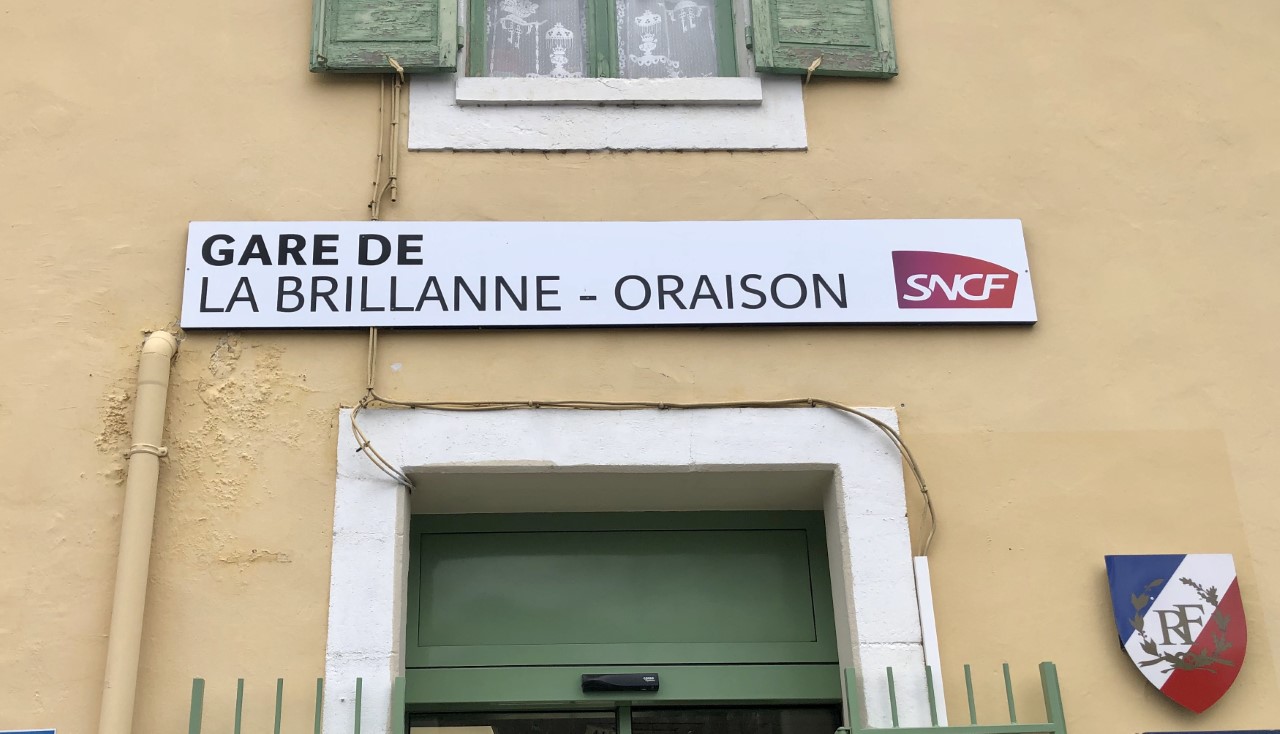 GARE DE
LA BRILLANNE - ORAISON
SNCF
RF